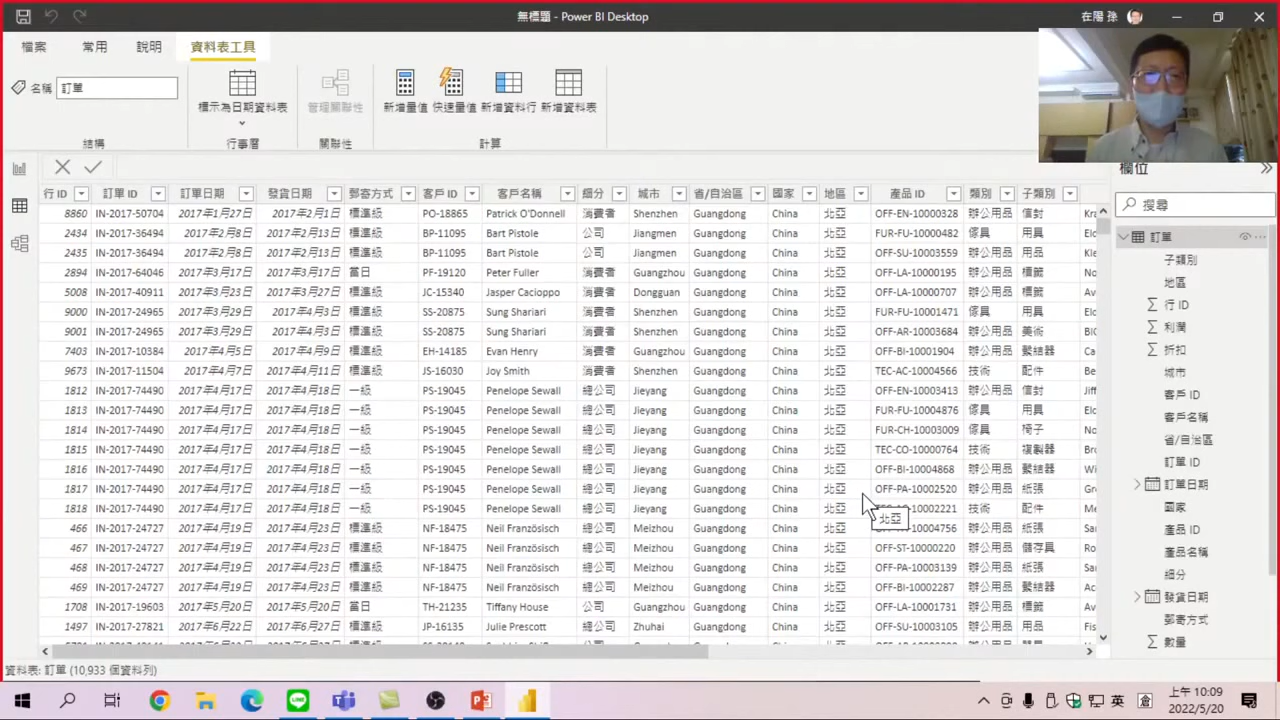 無標題 - Power BI Desktop
在陽 孫
檔案 常用 說明 資料表工具
名稱 訂單
標示為日期資料表 管理關聯性 新增量值 快速量值 新增資料行 新增資料表
結構 行事曆 關聯性 計算
欄位
搜尋
行 ID 訂單 ID 訂單日期 發貨日期 郵寄方式 客戶 ID 客戶名稱 細分 城市 省/自治區 國家 地區 產品 ID 類別 子類別
8860 IN-2017-50704 2017年1月27日 2017年2月1日 標準級 PO-18865 Patrick O'Donnell 消費者 Shenzhen Guangdong China 北亞 OFF-EN-10000328 辦公用品 信封 Kra
2434 IN-2017-36494 2017年2月8日 2017年2月13日 標準級 BP-11095 Bart Pistole 公司 Jiangmen Guangdong China 北亞 FUR-FU-10000482 傢具 用具 Eld
2435 IN-2017-36494 2017年2月8日 2017年2月13日 標準級 BP-11095 Bart Pistole 公司 Jiangmen Guangdong China 北亞 OFF-SU-10003559 辦公用品 用品 Kle
2894 IN-2017-64046 2017年3月17日 2017年3月17日 當日 PF-19120 Peter Fuller 消費者 Guangzhou Guangdong China 北亞 OFF-LA-10000195 辦公用品 標籤 No
5008 IN-2017-40911 2017年3月23日 2017年3月27日 標準級 JC-15340 Jasper Cacioppo 消費者 Dongguan Guangdong China 北亞 OFF-LA-10000707 辦公用品 標籤 Av
9000 IN-2017-24965 2017年3月29日 2017年4月3日 標準級 SS-20875 Sung Shariari 消費者 Shenzhen Guangdong China 北亞 FUR-FU-10001471 傢具 用具
9001 IN-2017-24965 2017年3月29日 2017年4月3日 標準級 SS-20875 Sung Shariari 消費者 Shenzhen Guangdong China 北亞 OFF-AR-10003684 辦公用品 美術 BIC
7403 IN-2017-10384 2017年4月5日 2017年4月9日 標準級 EH-14185 Evan Henry 消費者 Guangzhou Guangdong China 北亞 OFF-BI-10001904 辦公用品 繫結器 Ca
9673 IN-2017-11504 2017年4月7日 2017年4月11日 標準級 JS-16030 Joy Smith 消費者 Shenzhen Guangdong China 北亞 TEC-AC-10004566 技術 配件 Be
1812 IN-2017-74490 2017年4月17日 2017年4月18日 一級 PS-19045 Penelope Sewall 總公司 Jieyang Guangdong China 北亞 OFF-EN-10003413 辦公用品 信封 Jiff
1813 IN-2017-74490 2017年4月17日 2017年4月18日 一級 PS-19045 Penelope Sewall 總公司 Jieyang Guangdong China 北亞 FUR-FU-10004876 傢具 用具 Eld
1814 IN-2017-74490 2017年4月17日 2017年4月18日 一級 PS-19045 Penelope Sewall 總公司 Jieyang Guangdong China 北亞 FUR-CH-10003009 傢具 椅子
1815 IN-2017-74490 2017年4月17日 2017年4月18日 一級 PS-19045 Penelope Sewall 總公司 Jieyang Guangdong China 北亞 TEC-CO-10000764 技術 複製器 Bro
1816 IN-2017-74490 2017年4月17日 2017年4月18日 一級 PS-19045 Penelope Sewall 總公司 Jieyang Guangdong China 北亞 OFF-BI-10004868 辦公用品 繫結器 Wi
1817 IN-2017-74490 2017年4月17日 2017年4月18日 一級 PS-19045 Penelope Sewall 總公司 Jieyang Guangdong China 北亞 OFF-PA-10002520 辦公用品 紙張 Gr
1818 IN-2017-74490 2017年4月17日 2017年4月18日 一級 PS-19045 Penelope Sewall 總公司 Jieyang Guangdong China 北亞 10002221 技術 配件 Me
466 IN-2017-24727 2017年4月19日 2017年4月23日 標準級 NF-18475 Neil Französisch 總公司 Meizhou Guangdong China 北亞 10004756 辦公用品 紙張 Sa
467 IN-2017-24727 2017年4月19日 2017年4月23日 標準級 NF-18475 Neil Französisch 總公司 Meizhou Guangdong China 北亞 OFF-ST-10000220 辦公用品 儲存具 Ro
468 IN-2017-24727 2017年4月19日 2017年4月23日 標準級 NF-18475 Neil Französisch 總公司 Meizhou Guangdong China 北亞 OFF-PA-10003139 辦公用品 紙張 Sa
469 IN-2017-24727 2017年4月19日 2017年4月23日 標準級 NF-18475 Neil Französisch 總公司 Meizhou Guangdong China 北亞 OFF-BI-10002287 辦公用品 繫結器 Ac
1708 IN-2017-19603 2017年5月20日 2017年5月20日 當日 TH-21235 Tiffany House 公司 Guangzhou Guangdong China 北亞 OFF-LA-10001731 辦公用品 標籤 Av
1497 IN-2017-27821 2017年6月22日 2017年6月27日 標準級 JP-16135 Julie Prescott 總公司 Zhuhai Guangdong China 北亞 OFF-SU-10003105 辦公用品 用品 Fis
北亞
訂單
子類別
地區
行 ID
利潤
折扣
城市
客戶 ID
客戶名稱
省/自治區
訂單 ID
訂單日期
國家
產品 ID
產品名稱
細分
發貨日期
郵寄方式
數量
資料表: 訂單 (10,933 個資料列)
英
上午 10:09
2022/5/20